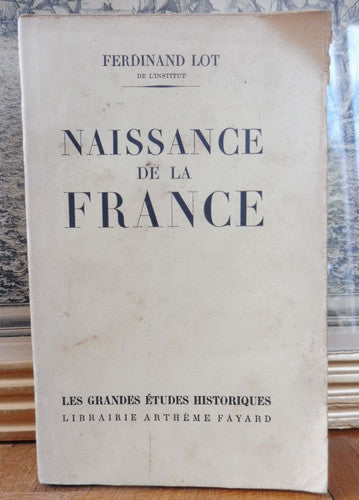 FERDINAND LOT
DE L'INSTITUT
NAISSANCE
DE LA
FRANCE
LES GRANDES ÉTUDES HISTORIQUES
LIBRAIRIE ARTHÈME FAYARD